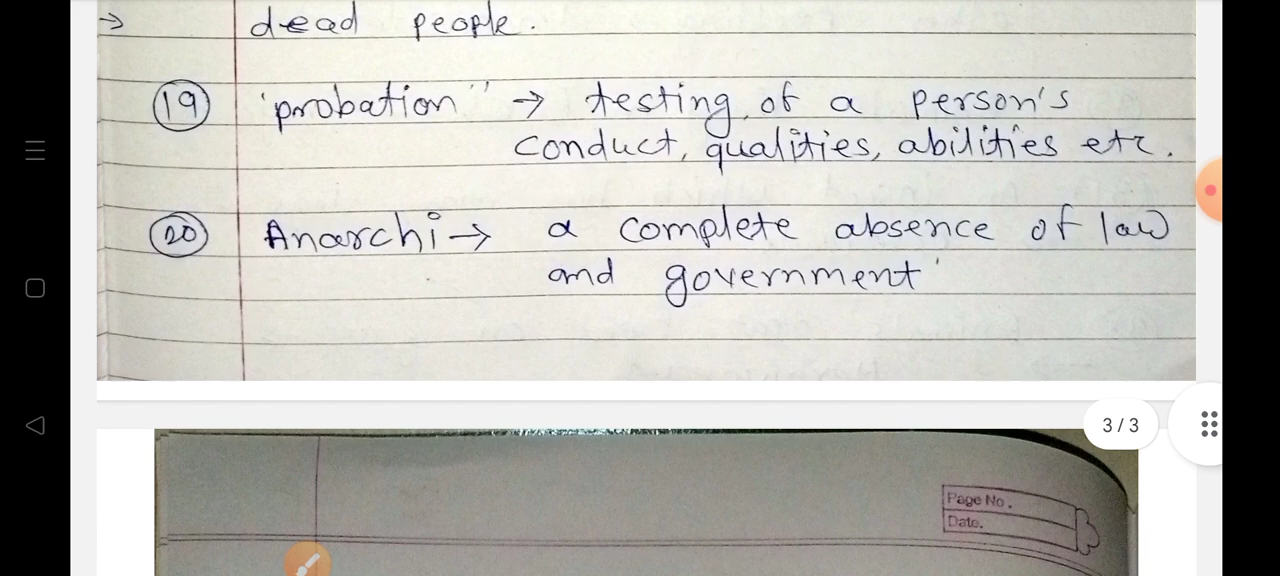 → dead people.
19 'probation'' → testing of a person's
conduct, qualities, abilities etc.
20 Anarchi → a complete absence of law
and government'
3/3
Page No.
Date.